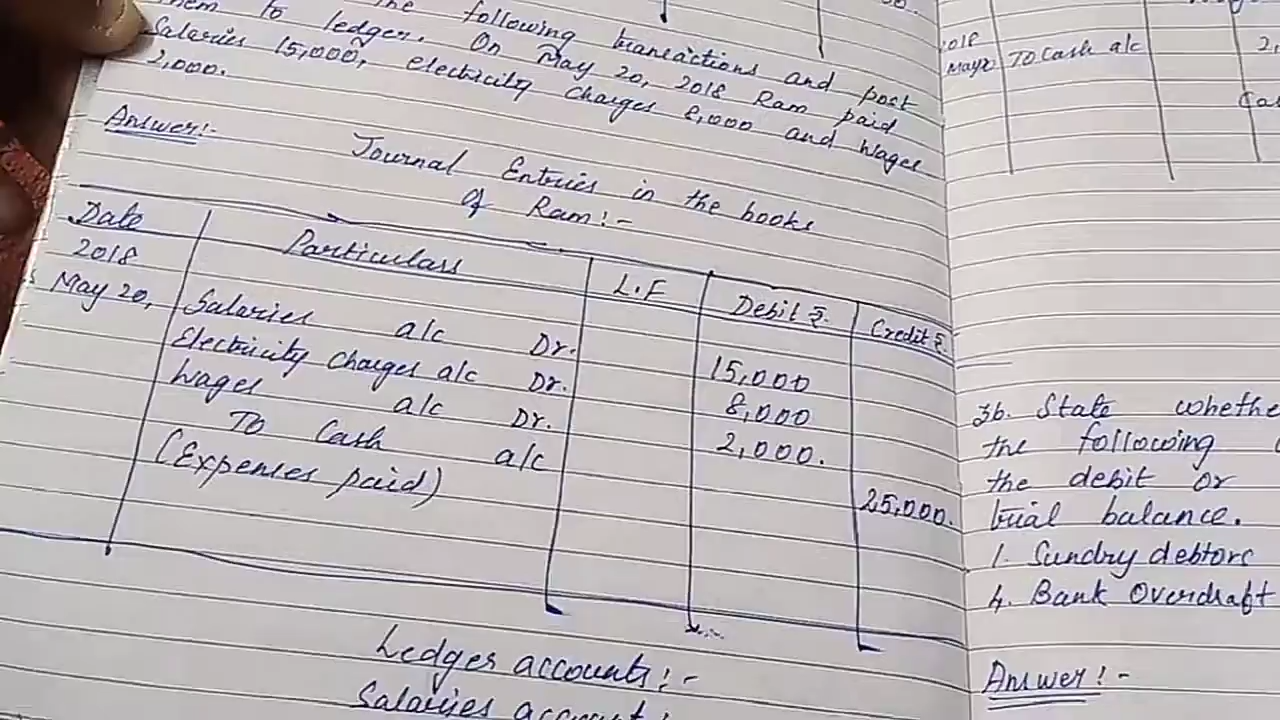 the following transactions and post
them to ledger. On May 20, 2018 Ram paid
Salaries 15,000, electricity charges 8,000 and wages
2,000.
Answer:-
Journal Entries in the books
of Ram:-
Date Particulars L.F Debit ₹. Credit ₹.
2018
May 20, Salaries a/c Dr. 15,000
Electricity Charges a/c Dr. 8,000
Wages a/c Dr. 2,000.
To Cash a/c 25,000.
(Expenses paid)
Ledger accounts:-
Salaries account:
2018
May 20 To Cash a/c
3b. State whethe
the following
the debit or
trial balance.
1. Sundry debtors
4. Bank Overdraft
Answer:-